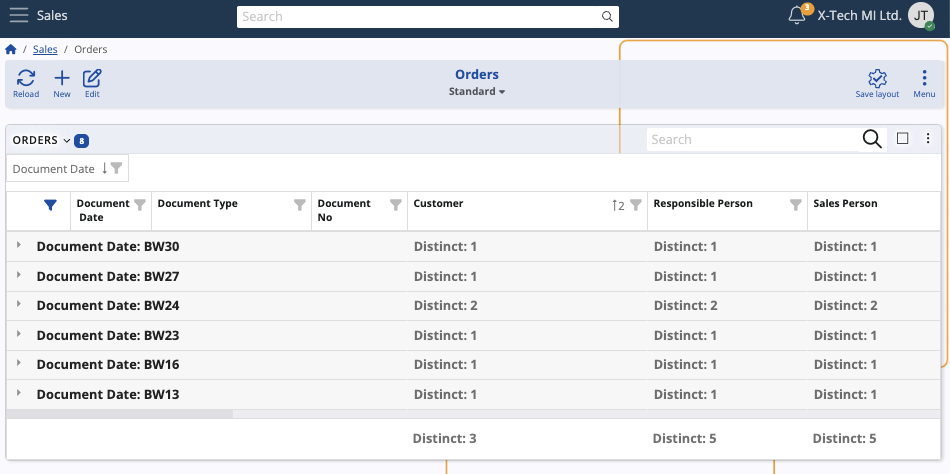 Sales
Search
3
X-Tech MI Ltd.
JT
/ Sales / Orders
Reload
New
Edit
Orders
Standard
Save layout
Menu
ORDERS
8
Search
Document Date
Document Date
Document Type
Document No
Customer
2
Responsible Person
Sales Person
Document Date: BW30 Distinct: 1 Distinct: 1 Distinct: 1
Document Date: BW27 Distinct: 1 Distinct: 1 Distinct: 1
Document Date: BW24 Distinct: 2 Distinct: 2 Distinct: 2
Document Date: BW23 Distinct: 1 Distinct: 1 Distinct: 1
Document Date: BW16 Distinct: 1 Distinct: 1 Distinct: 1
Document Date: BW13 Distinct: 1 Distinct: 1 Distinct: 1
Distinct: 3 Distinct: 5 Distinct: 5